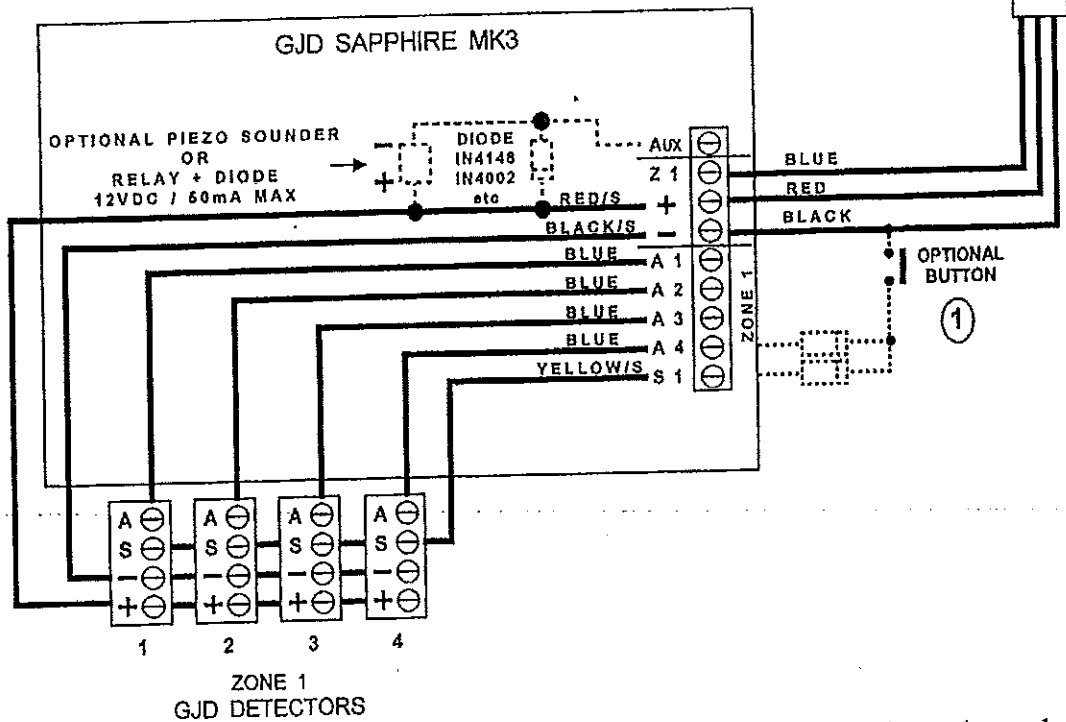 GJD SAPPHIRE MK3
OPTIONAL PIEZO SOUNDER
OR
RELAY + DIODE
12VDC / 50mA MAX
–
+
DIODE
IN4148
IN4002
etc
AUX
Z 1
+
–
A 1
A 2
A 3
A 4
S 1
RED/S
BLACK/S
BLUE
BLUE
BLUE
BLUE
YELLOW/S
ZONE 1
BLUE
RED
BLACK
OPTIONAL
BUTTON
1
A
S
–
+
A
S
–
+
A
S
–
+
A
S
–
+
1
2
3
4
ZONE 1
GJD DETECTORS